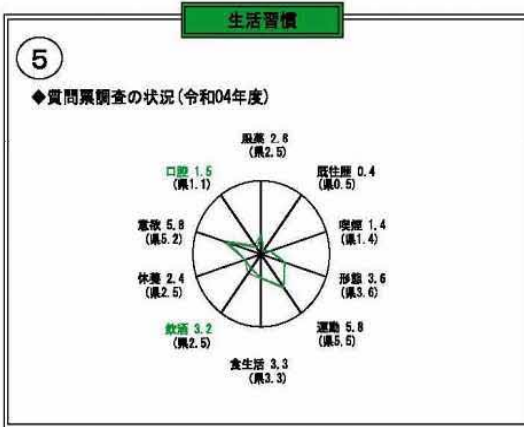 生活習慣
⑤
◆質問票調査の状況(令和04年度)
服薬 2.6
(県2.5)
口腔 1.5
(県1.1)
既往歴 0.4
(県0.5)
意欲 5.8
(県5.2)
喫煙 1.4
(県1.4)
休養 2.4
(県2.5)
形態 3.6
(県3.6)
飲酒 3.2
(県2.5)
運動 5.8
(県5.5)
食生活 3.3
(県3.3)